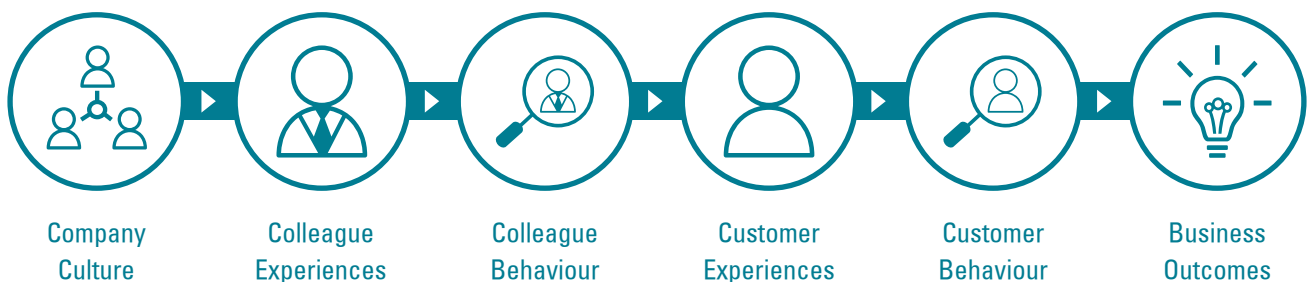 Company
Culture
Colleague
Experiences
Colleague
Behaviour
Customer
Experiences
Customer
Behaviour
Business
Outcomes